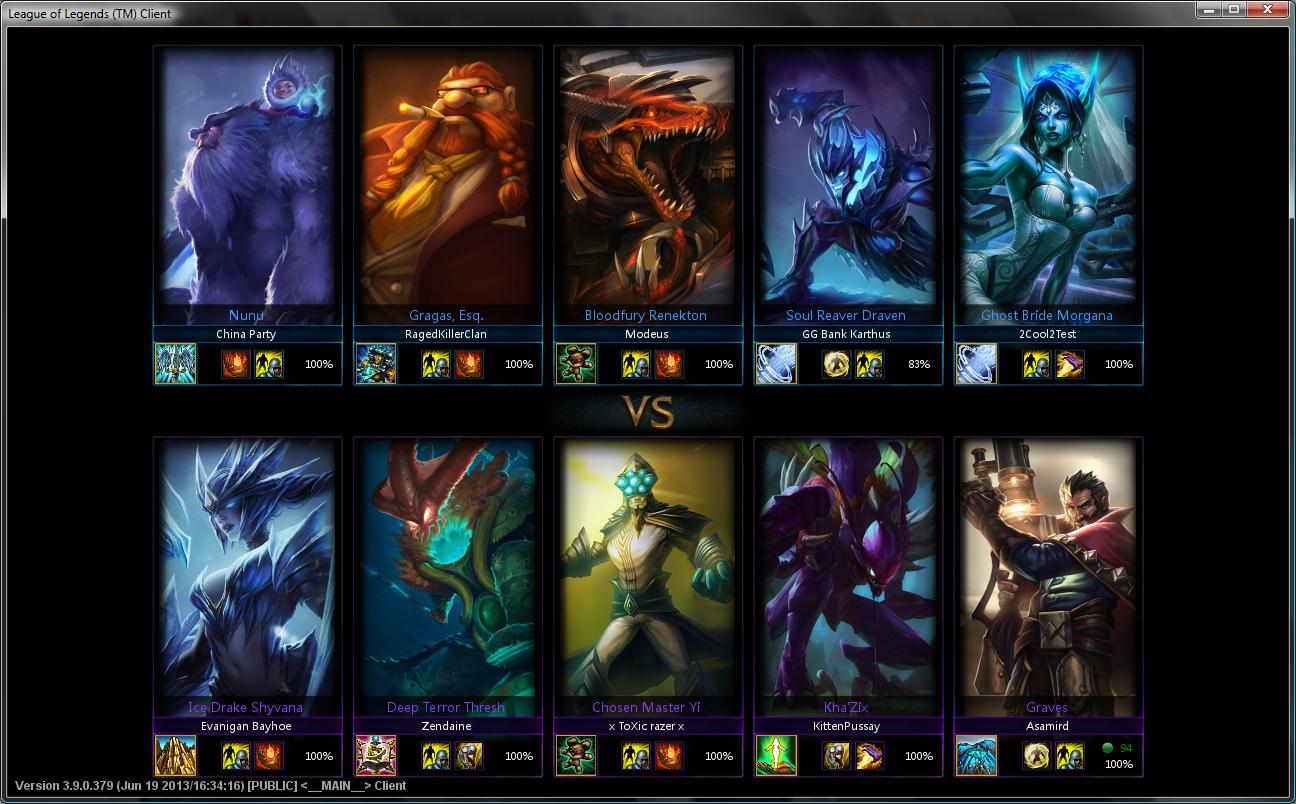 League of Legends (TM) Client
Nunu
China Party
100%
Gragas, Esq.
RagedKillerClan
100%
Bloodfury Renekton
Modeus
100%
Soul Reaver Draven
GG Bank Karthus
83%
Ghost Bride Morgana
2Cool2Test
100%
VS
Ice Drake Shyvana
Evanigan Bayhoe
100%
Deep Terror Thresh
Zendaine
100%
Chosen Master Yi
x ToXic razer x
100%
Kha'Zix
KittenPussay
100%
Graves
Asamird
94
100%
Version 3.9.0.379 (Jun 19 2013/16:34:16) [PUBLIC] <__MAIN__> Client